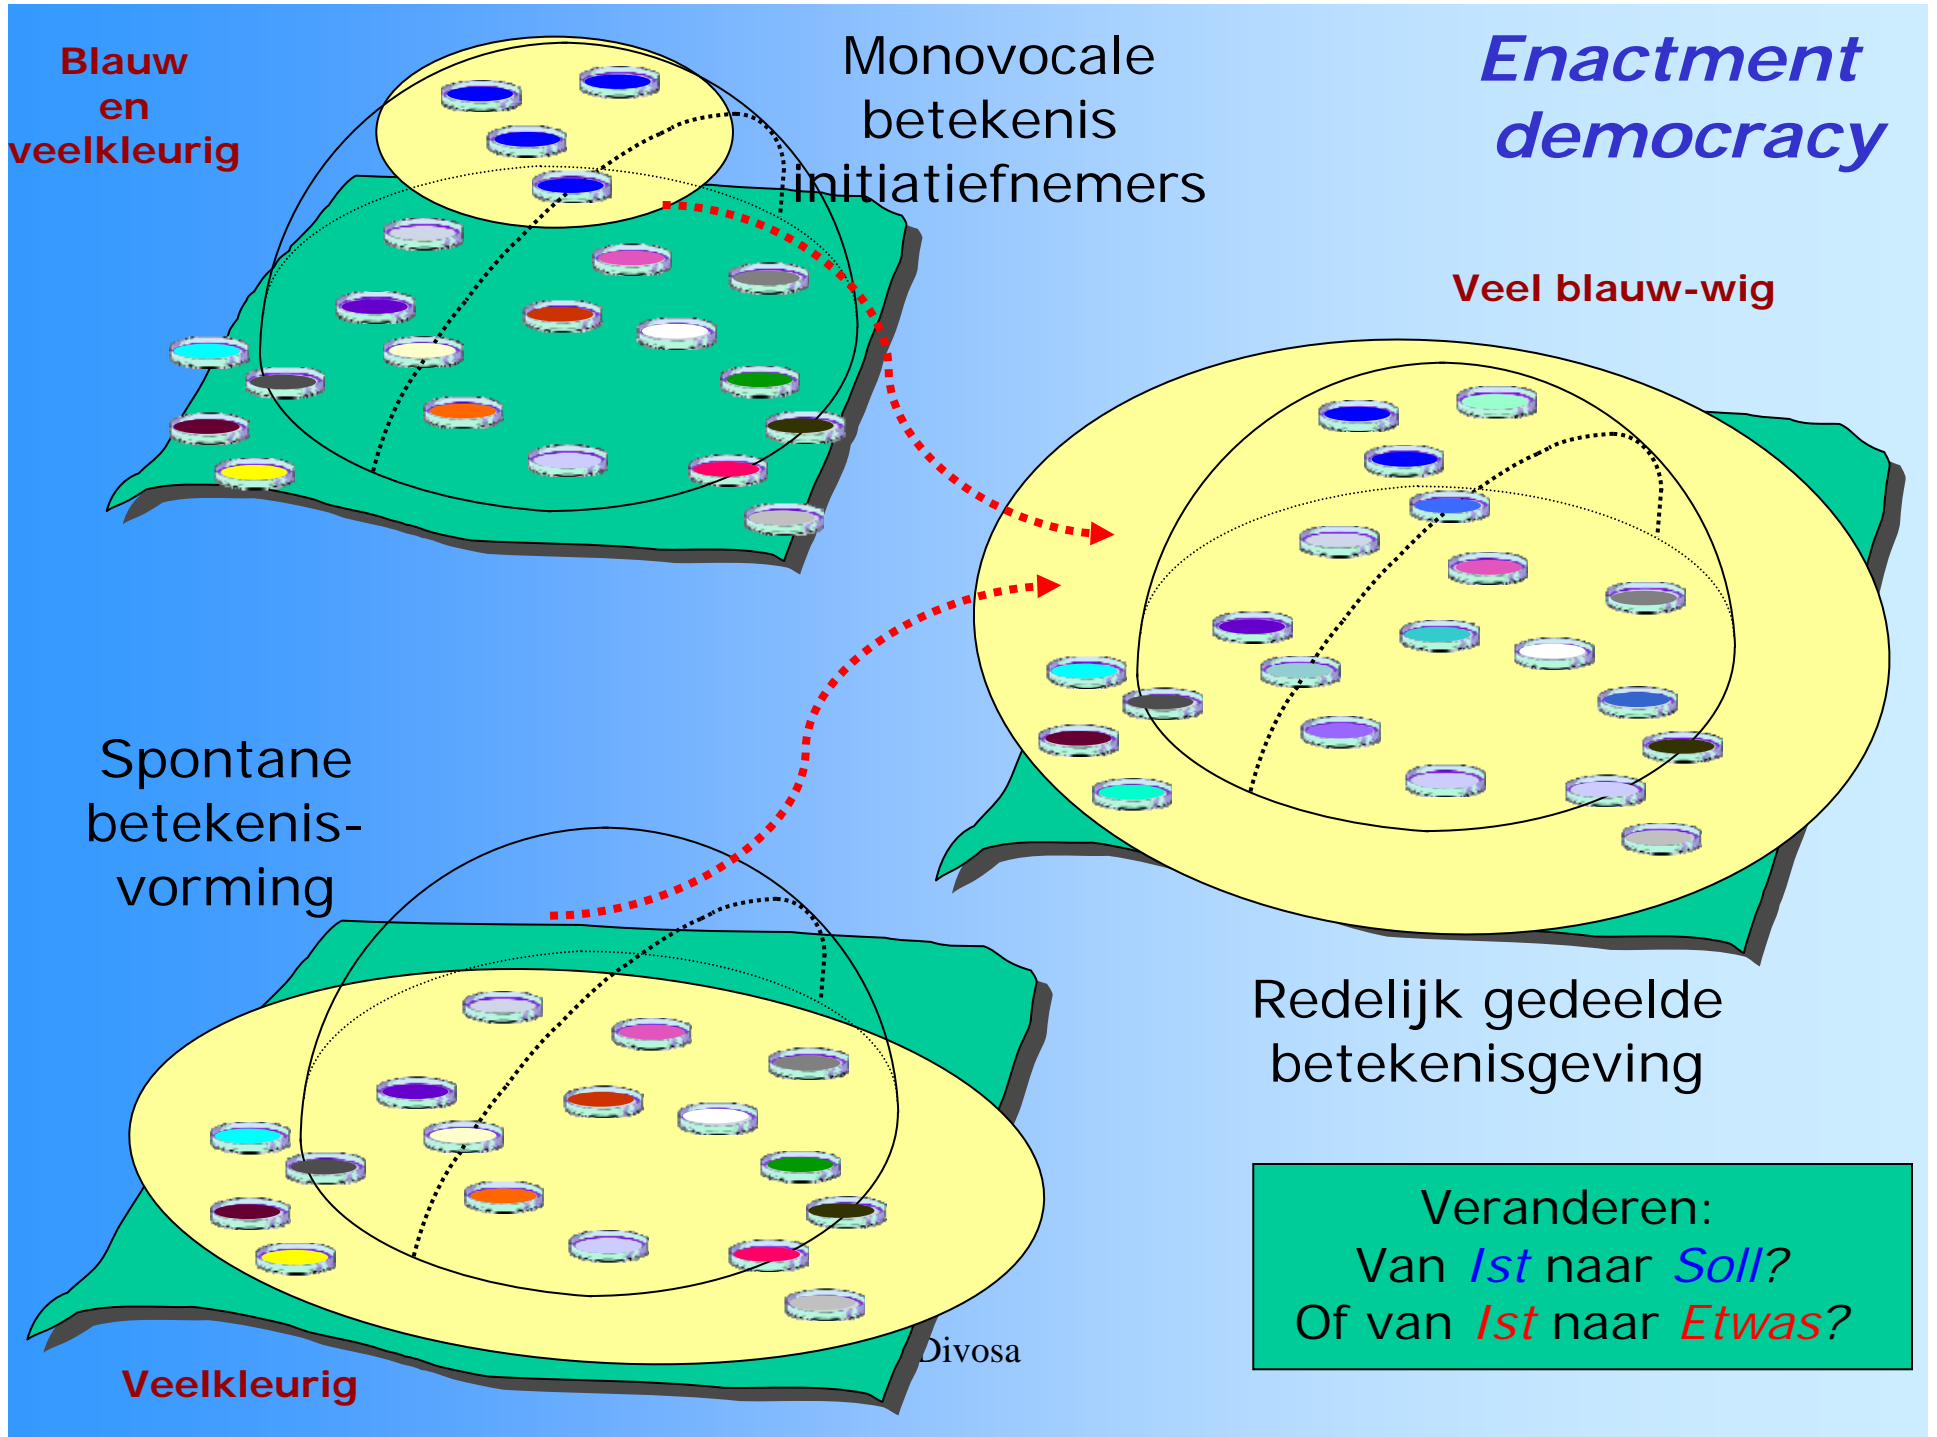 Blauw
en
veelkleurig
Monovocale
betekenis
initiatiefnemers
Enactment
democracy
Veel blauw-wig
Spontane
betekenis-
vorming
Redelijk gedeelde
betekenisgeving
Veranderen:
Van Ist naar Soll?
Of van Ist naar Etwas?
Divosa
Veelkleurig